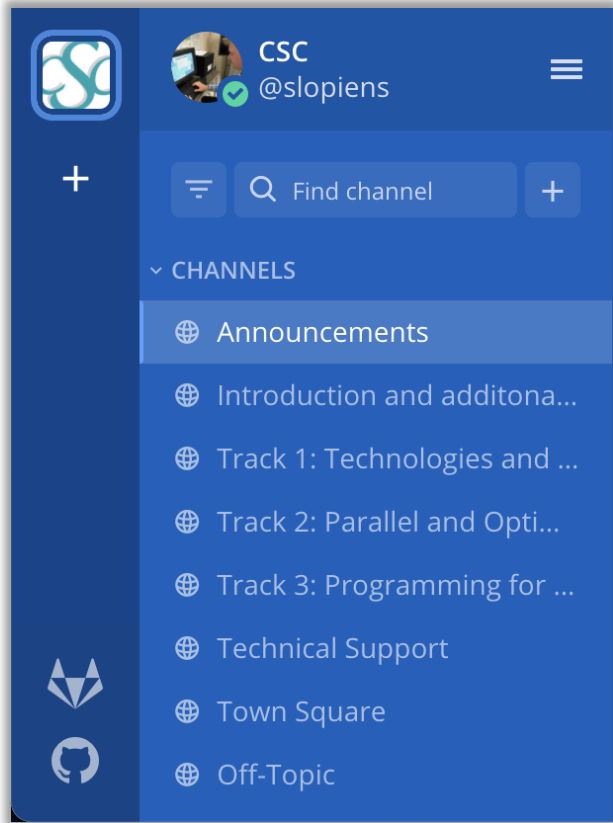 CSC
CSC
@slopiens
Find channel
CHANNELS
Announcements
Introduction and additona...
Track 1: Technologies and ...
Track 2: Parallel and Opti...
Track 3: Programming for ...
Technical Support
Town Square
Off-Topic